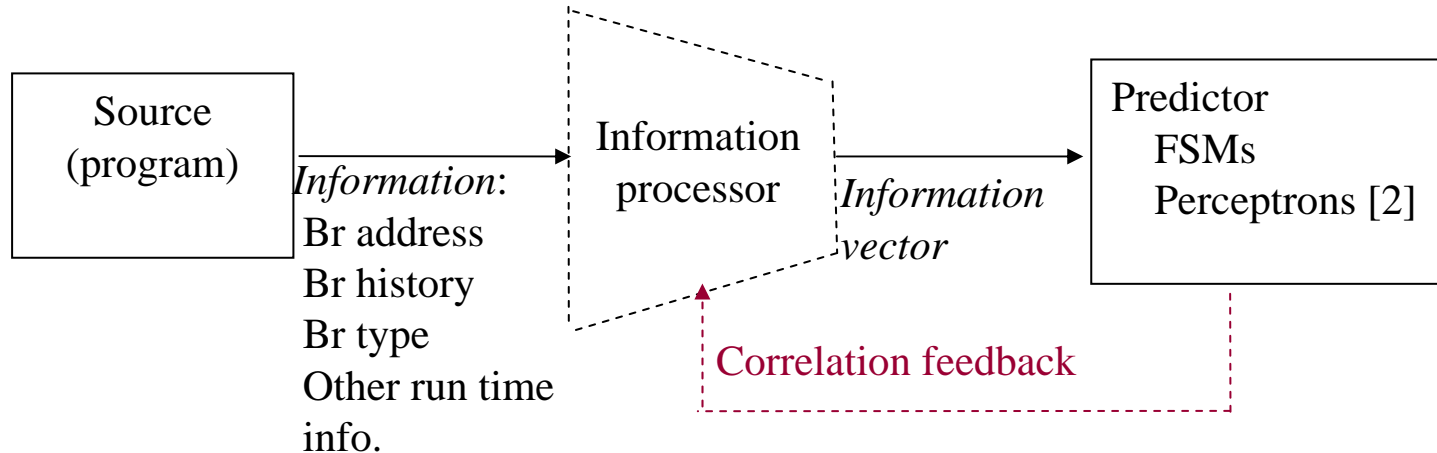 Source
(program)
Information:
Br address
Br history
Br type
Other run time
info.
Information
processor
Information
vector
Predictor
FSMs
Perceptrons [2]
Correlation feedback